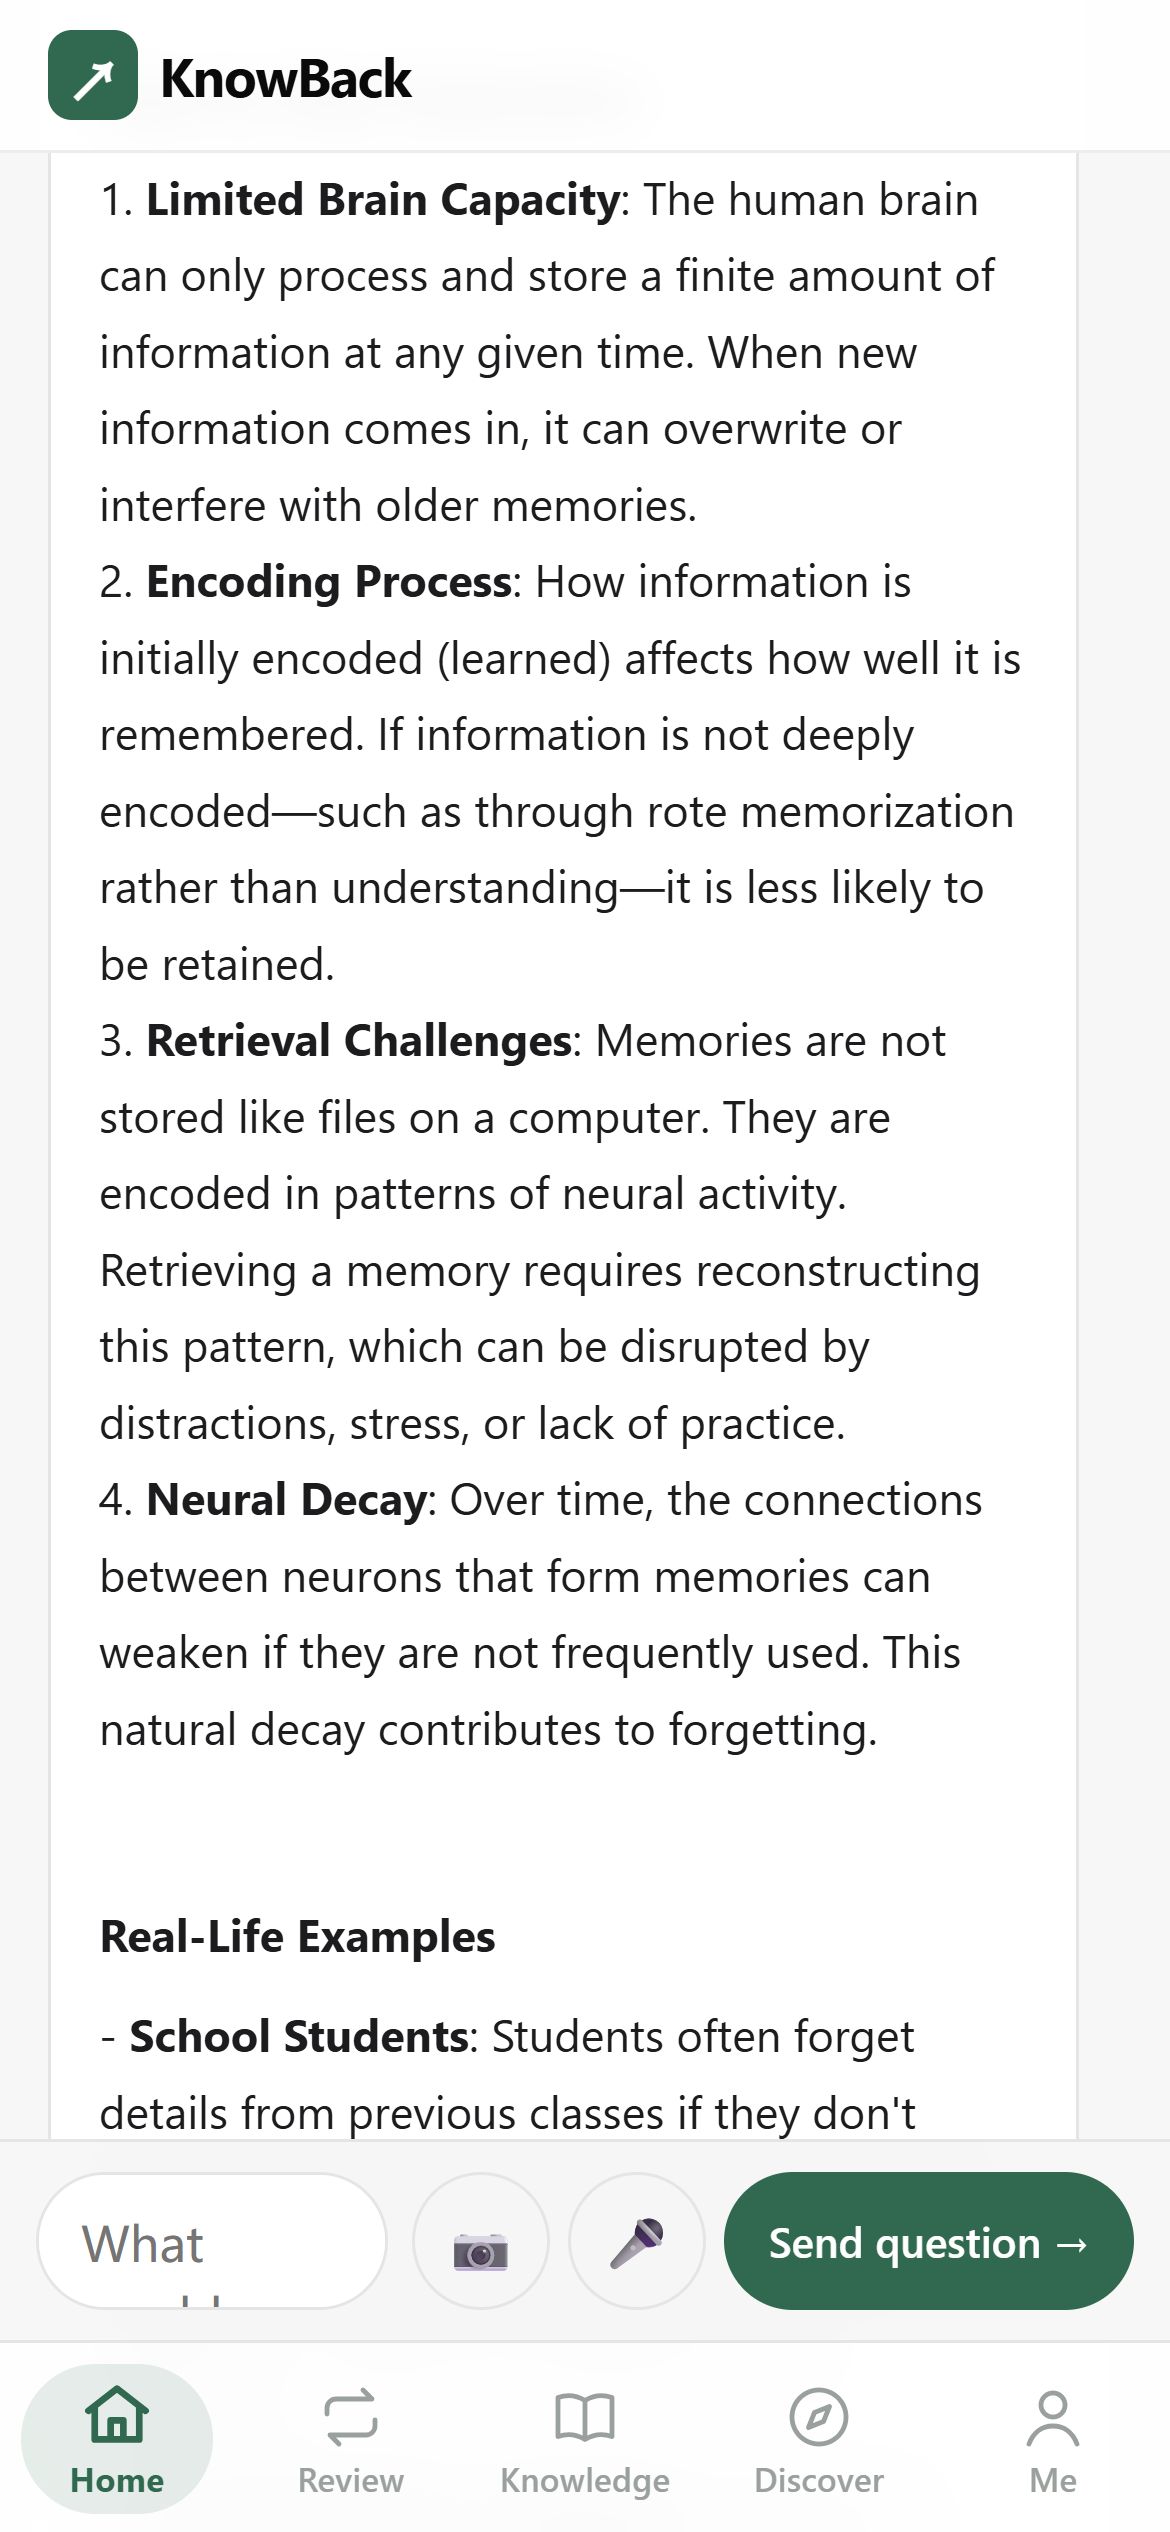 KnowBack
1. Limited Brain Capacity: The human brain
can only process and store a finite amount of
information at any given time. When new
information comes in, it can overwrite or
interfere with older memories.
2. Encoding Process: How information is
initially encoded (learned) affects how well it is
remembered. If information is not deeply
encoded—such as through rote memorization
rather than understanding—it is less likely to
be retained.
3. Retrieval Challenges: Memories are not
stored like files on a computer. They are
encoded in patterns of neural activity.
Retrieving a memory requires reconstructing
this pattern, which can be disrupted by
distractions, stress, or lack of practice.
4. Neural Decay: Over time, the connections
between neurons that form memories can
weaken if they are not frequently used. This
natural decay contributes to forgetting.
Real-Life Examples
- School Students: Students often forget
details from previous classes if they don't
What
Send question →
Home
Review
Knowledge
Discover
Me